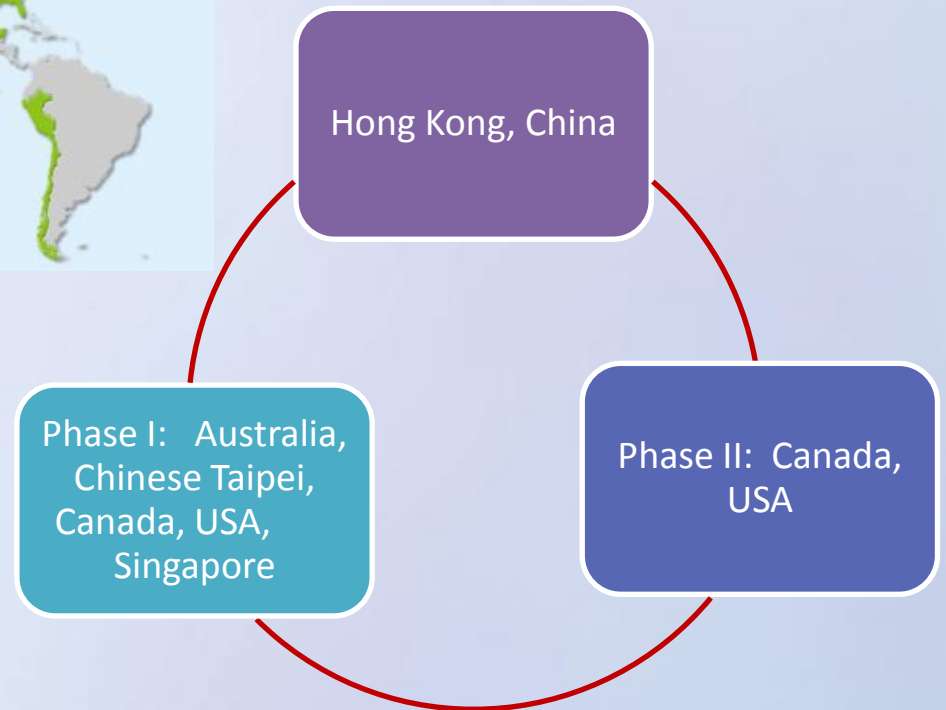 Hong Kong, China
Phase I: Australia,
Chinese Taipei,
Canada, USA,
Singapore
Phase II: Canada,
USA